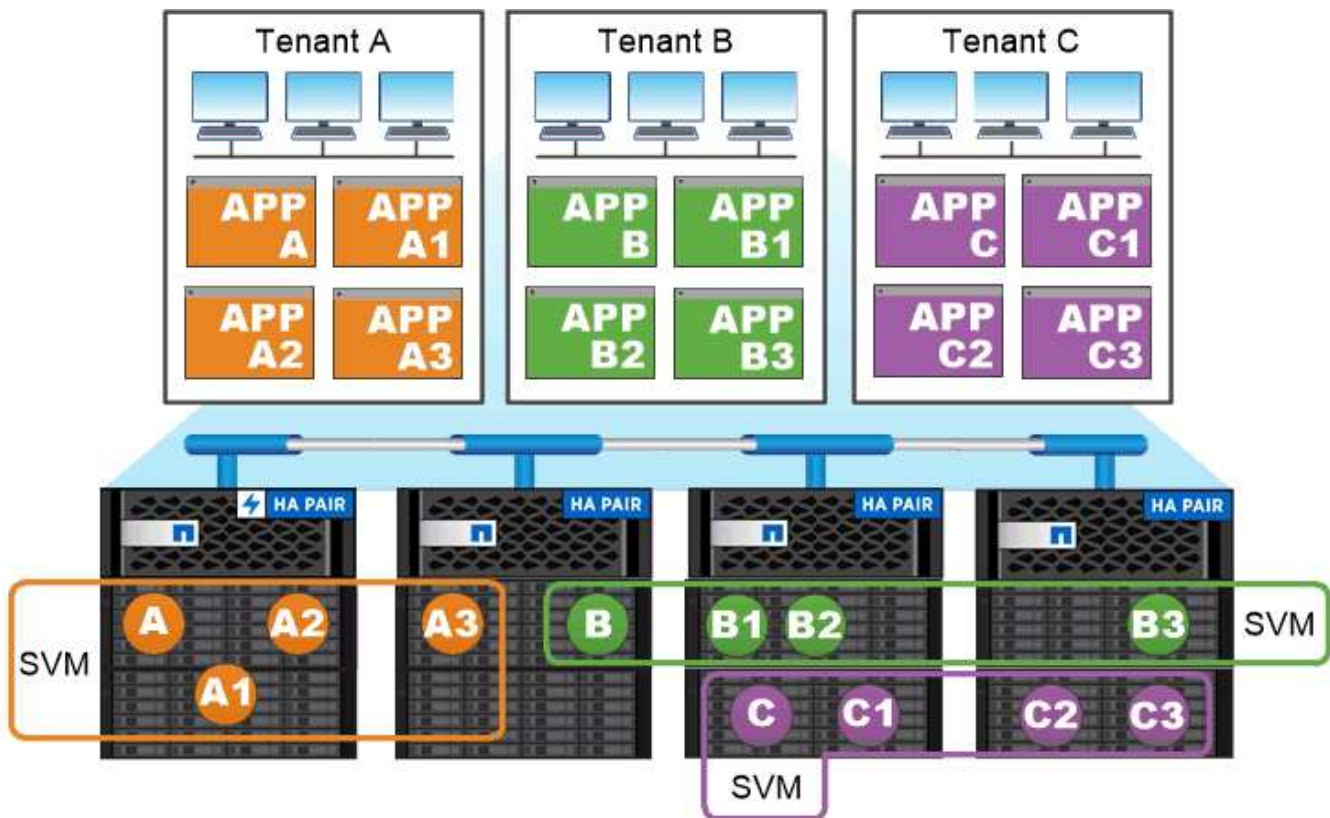 Tenant A
Tenant B
Tenant C
APP
A
APP
A1
APP
B
APP
B1
APP
C
APP
C1
APP
A2
APP
A3
APP
B2
APP
B3
APP
C2
APP
C3
HA PAIR
HA PAIR
HA PAIR
HA PAIR
SVM
A
A2
A3
B
B1
B2
B3
SVM
A1
C
C1
C2
C3
SVM